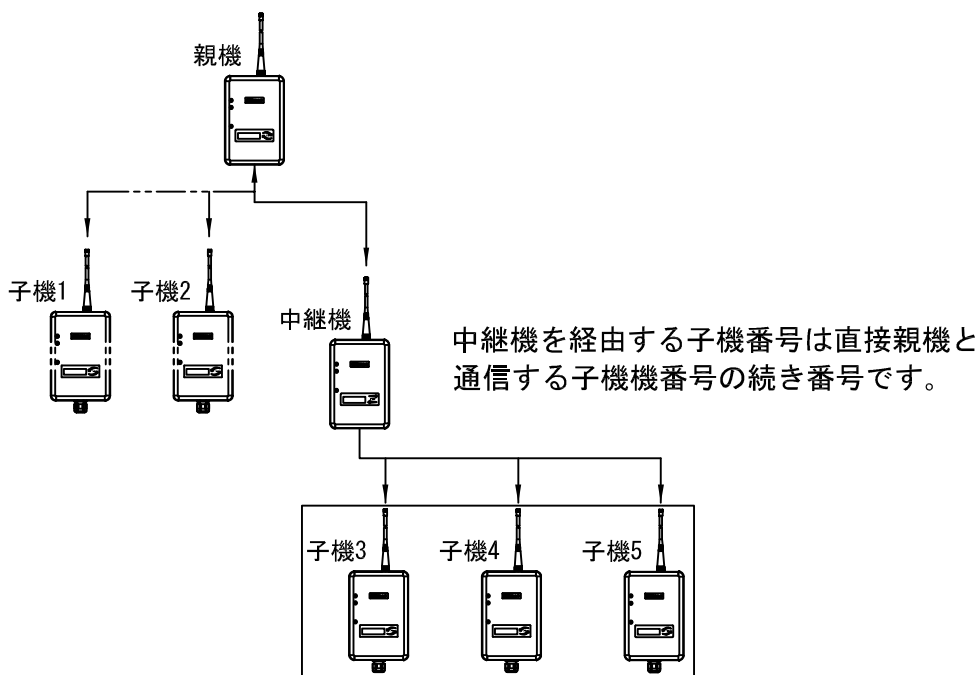 親機
子機1
子機2
中継機
中継機を経由する子機番号は直接親機と
通信する子機機番号の続き番号です。
子機3
子機4
子機5